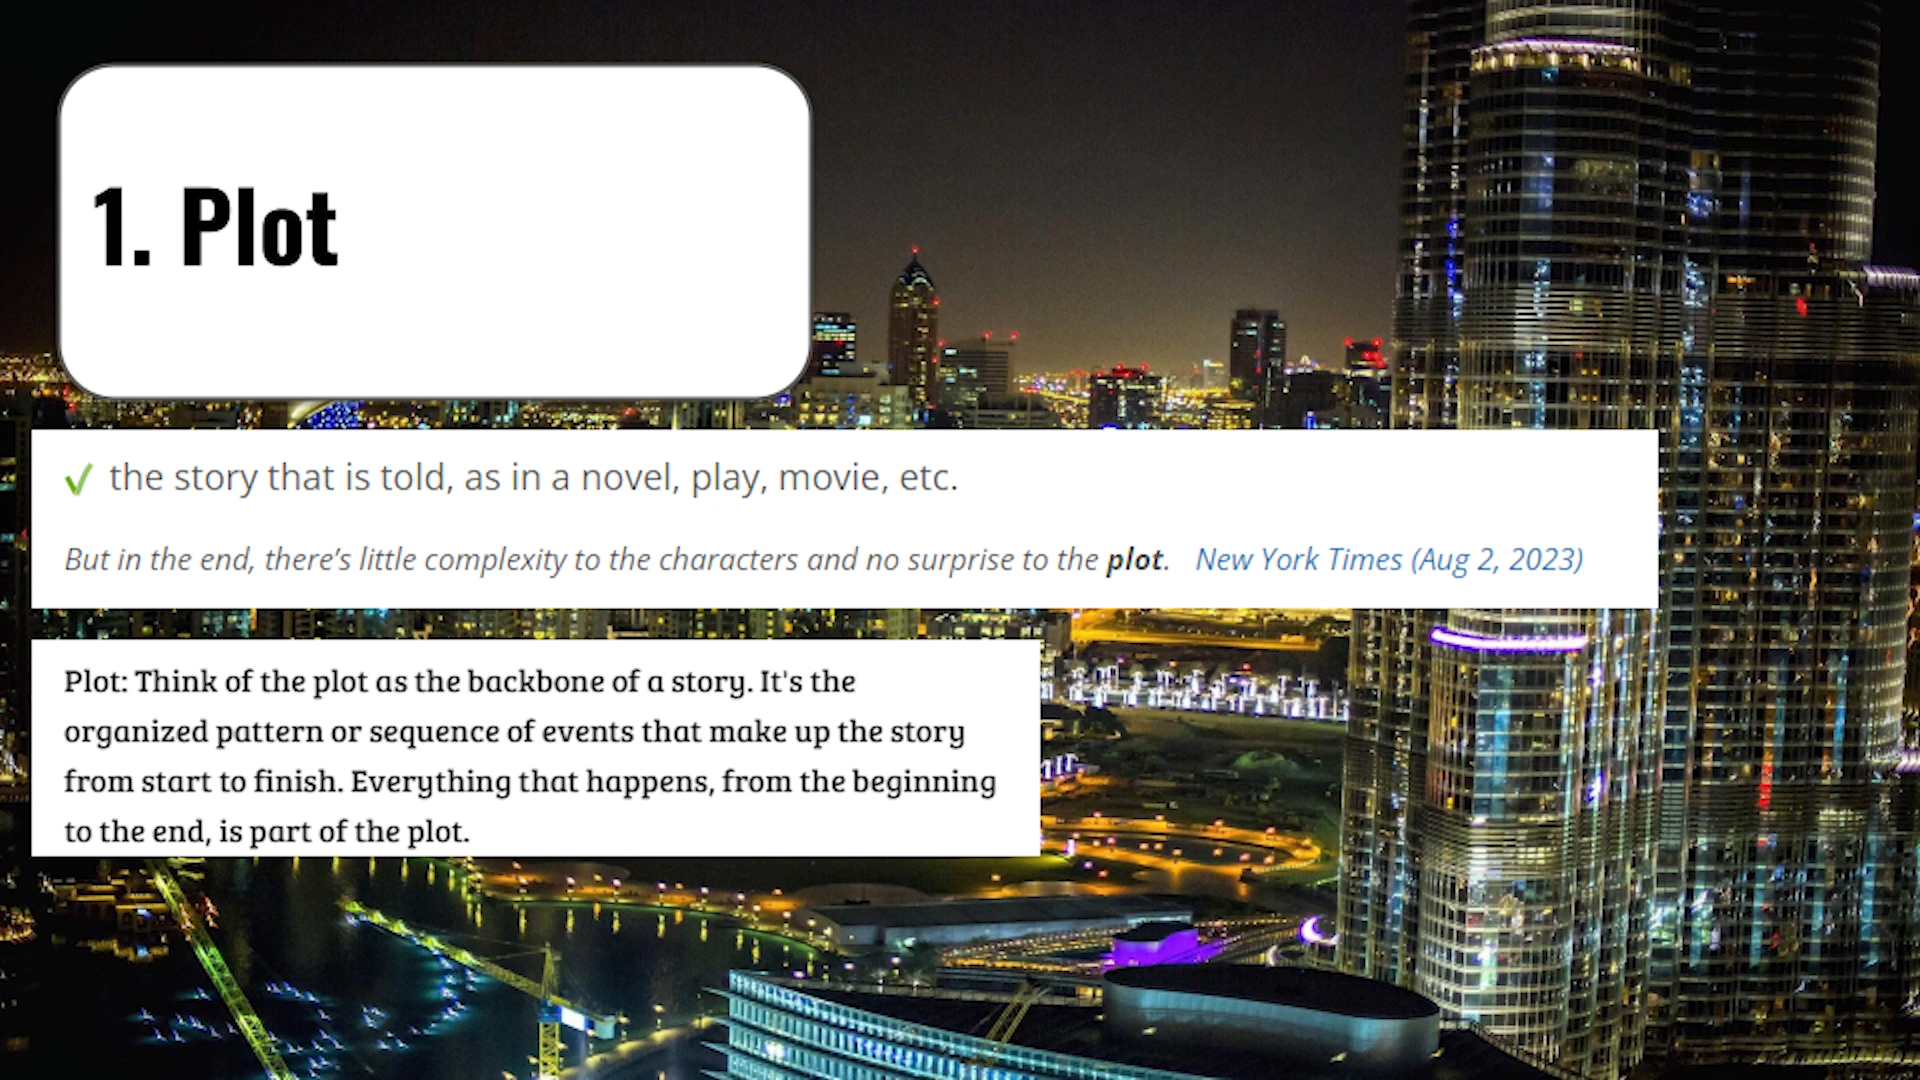 1. Plot
✓ the story that is told, as in a novel, play, movie, etc.
But in the end, there’s little complexity to the characters and no surprise to the plot. New York Times (Aug 2, 2023)
Plot: Think of the plot as the backbone of a story. It's the
organized pattern or sequence of events that make up the story
from start to finish. Everything that happens, from the beginning
to the end, is part of the plot.